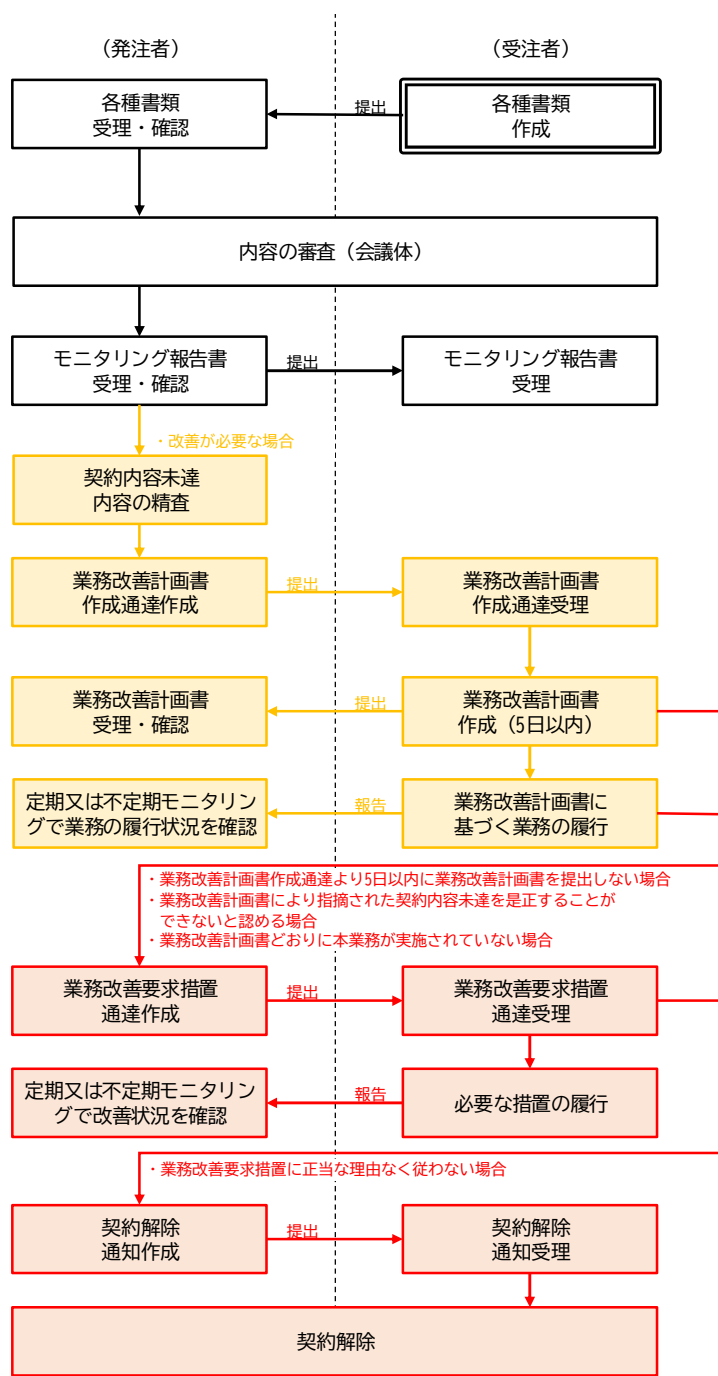 （発注者）
（受注者）
各種書類
受理・確認
提出
各種書類
作成
内容の審査（会議体）
モニタリング報告書
受理・確認
提出
モニタリング報告書
受理
・改善が必要な場合
契約内容未達
内容の精査
業務改善計画書
作成通達作成
提出
業務改善計画書
作成通達受理
業務改善計画書
受理・確認
提出
業務改善計画書
作成（5日以内）
定期又は不定期モニタリン
グで業務の履行状況を確認
報告
業務改善計画書に
基づく業務の履行
・業務改善計画書作成通達より5日以内に業務改善計画書を提出しない場合
・業務改善計画書により指摘された契約内容未達を是正することが
できないと認める場合
・業務改善計画書どおりに本業務が実施されていない場合
業務改善要求措置
通達作成
提出
業務改善要求措置
通達受理
定期又は不定期モニタリン
グで改善状況を確認
報告
必要な措置の履行
・業務改善要求措置に正当な理由なく従わない場合
契約解除
通知作成
提出
契約解除
通知受理
契約解除